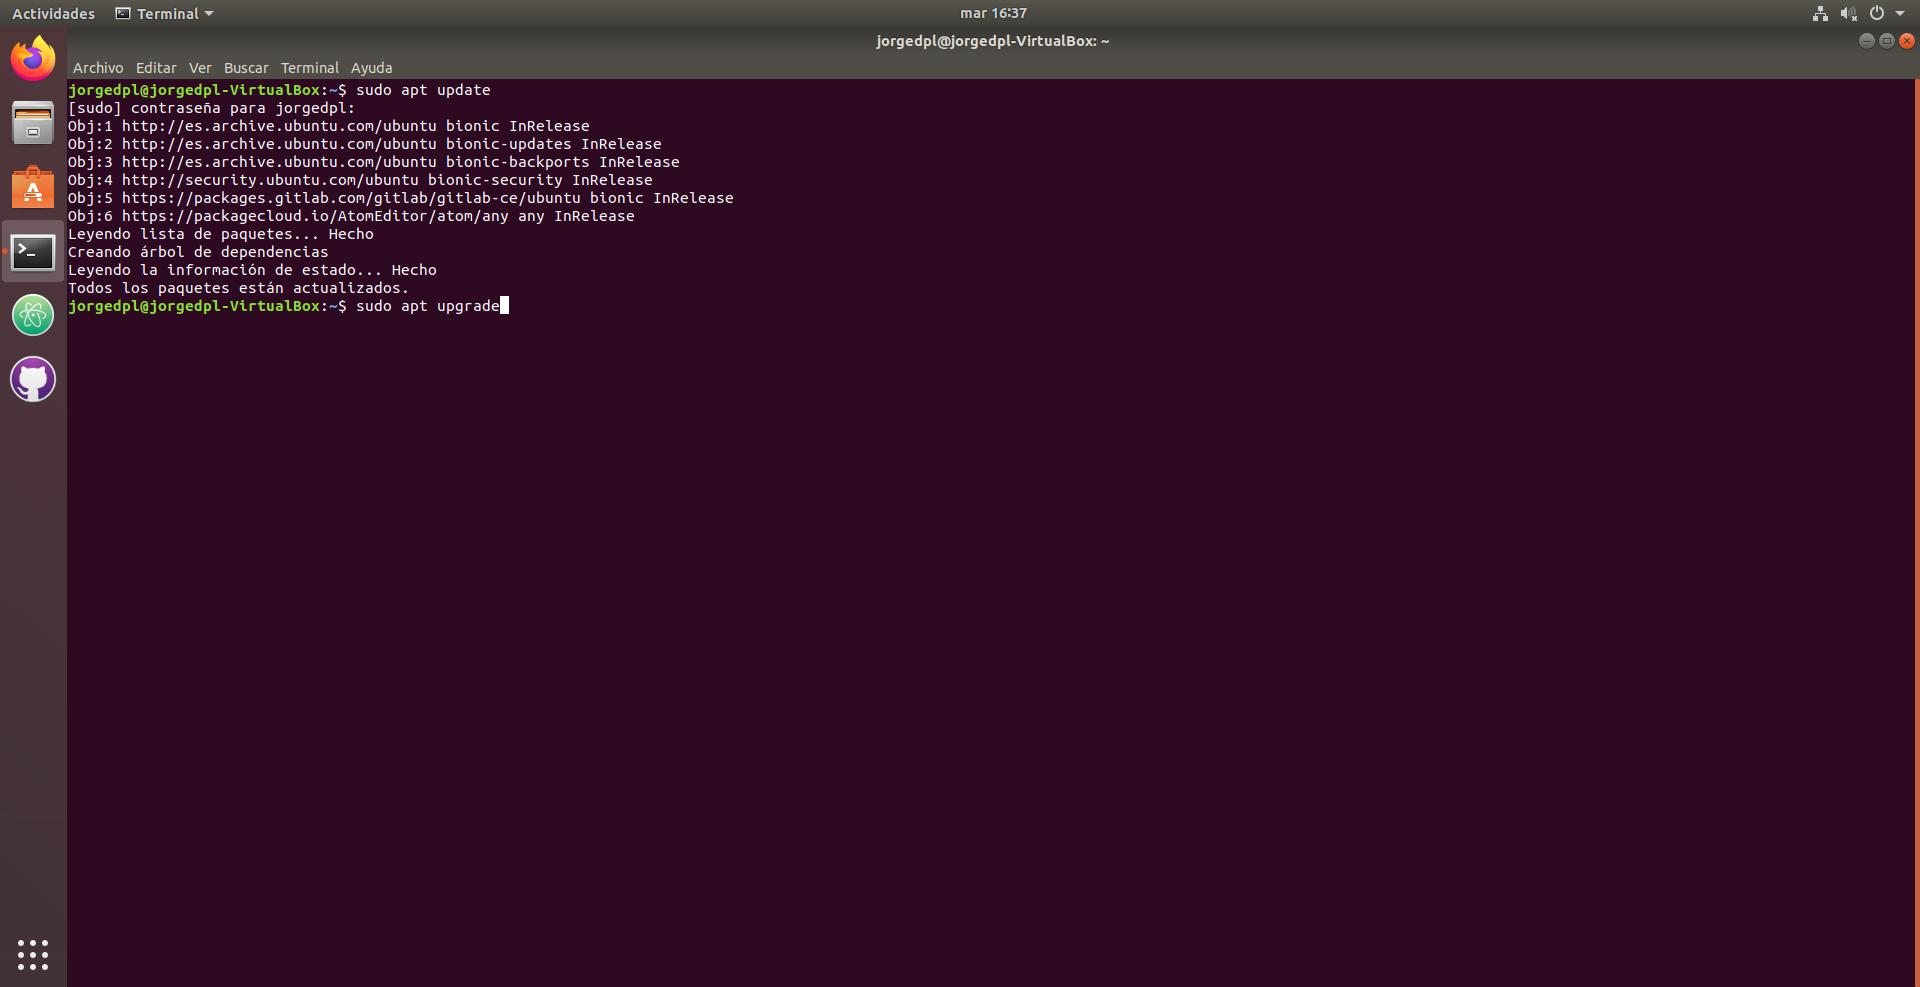 Actividades Terminal mar 16:37
jorgedpl@jorgedpl-VirtualBox: ~
Archivo Editar Ver Buscar Terminal Ayuda
jorgedpl@jorgedpl-VirtualBox:~$ sudo apt update
[sudo] contraseña para jorgedpl:
Obj:1 http://es.archive.ubuntu.com/ubuntu bionic InRelease
Obj:2 http://es.archive.ubuntu.com/ubuntu bionic-updates InRelease
Obj:3 http://es.archive.ubuntu.com/ubuntu bionic-backports InRelease
Obj:4 http://security.ubuntu.com/ubuntu bionic-security InRelease
Obj:5 https://packages.gitlab.com/gitlab/gitlab-ce/ubuntu bionic InRelease
Obj:6 https://packagecloud.io/AtomEditor/atom/any any InRelease
Leyendo lista de paquetes... Hecho
Creando árbol de dependencias
Leyendo la información de estado... Hecho
Todos los paquetes están actualizados.
jorgedpl@jorgedpl-VirtualBox:~$ sudo apt upgrade